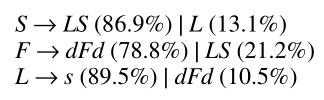 S → LS (86.9%) | L (13.1%)
F → dFd (78.8%) | LS (21.2%)
L → s (89.5%) | dFd (10.5%)